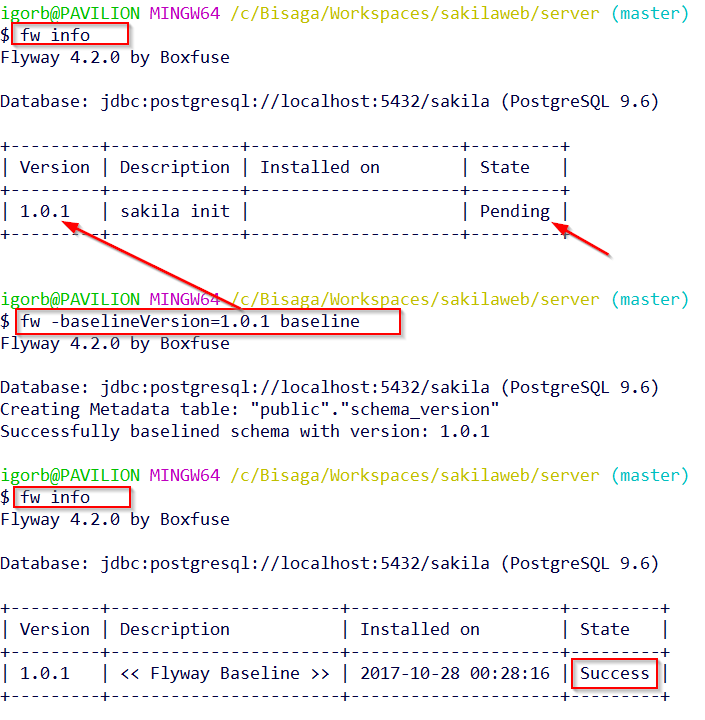 igorb@PAVILION MINGW64 /c/Bisaga/Workspaces/sakilaweb/server (master)
$ fw info
Flyway 4.2.0 by Boxfuse
Database: jdbc:postgresql://localhost:5432/sakila (PostgreSQL 9.6)
+---------+-------------+---------------------+---------+
| Version | Description | Installed on        | State   |
+---------+-------------+---------------------+---------+
| 1.0.1   | sakila init |                     | Pending |
+---------+-------------+---------------------+---------+
igorb@PAVILION MINGW64 /c/Bisaga/Workspaces/sakilaweb/server (master)
$ fw -baselineVersion=1.0.1 baseline
Flyway 4.2.0 by Boxfuse
Database: jdbc:postgresql://localhost:5432/sakila (PostgreSQL 9.6)
Creating Metadata table: "public"."schema_version"
Successfully baselined schema with version: 1.0.1
igorb@PAVILION MINGW64 /c/Bisaga/Workspaces/sakilaweb/server (master)
$ fw info
Flyway 4.2.0 by Boxfuse
Database: jdbc:postgresql://localhost:5432/sakila (PostgreSQL 9.6)
+---------+-----------------------+---------------------+---------+
| Version | Description           | Installed on        | State   |
+---------+-----------------------+---------------------+---------+
| 1.0.1   | << Flyway Baseline >> | 2017-10-28 00:28:16 | Success |
+---------+-----------------------+---------------------+---------+